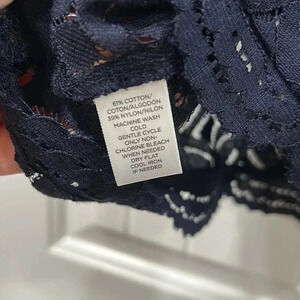 61% COTTON/
COTON/ALGODON
39% NYLON/NILÓN
MACHINE WASH
COLD
GENTLE CYCLE
ONLY NON-
CHLORINE BLEACH
WHEN NEEDED
DRY FLAT
COOL IRON
IF NEEDED